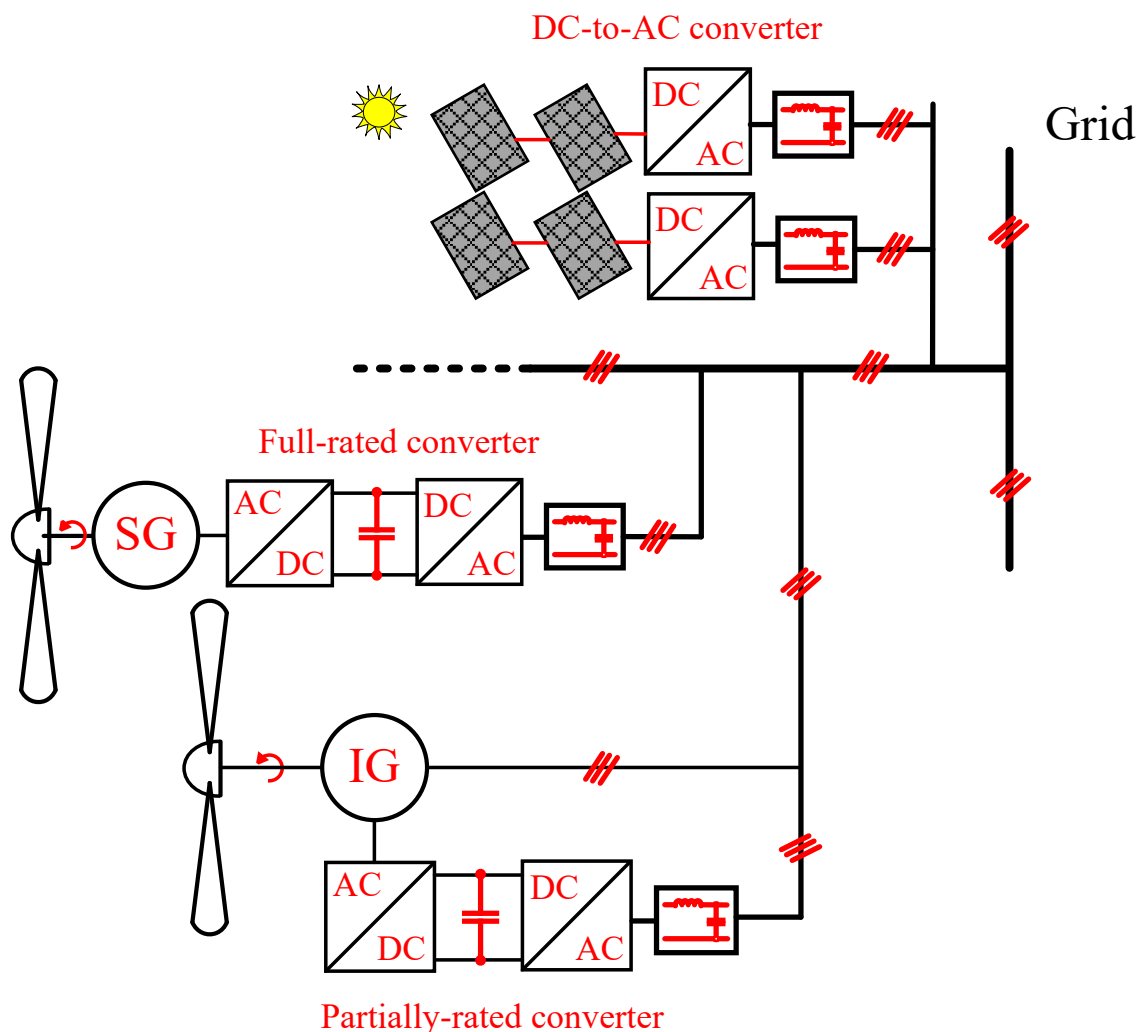 DC-to-AC converter
DC
AC
Grid
DC
AC
Full-rated converter
SG
AC
DC
DC
AC
IG
AC
DC
DC
AC
Partially-rated converter